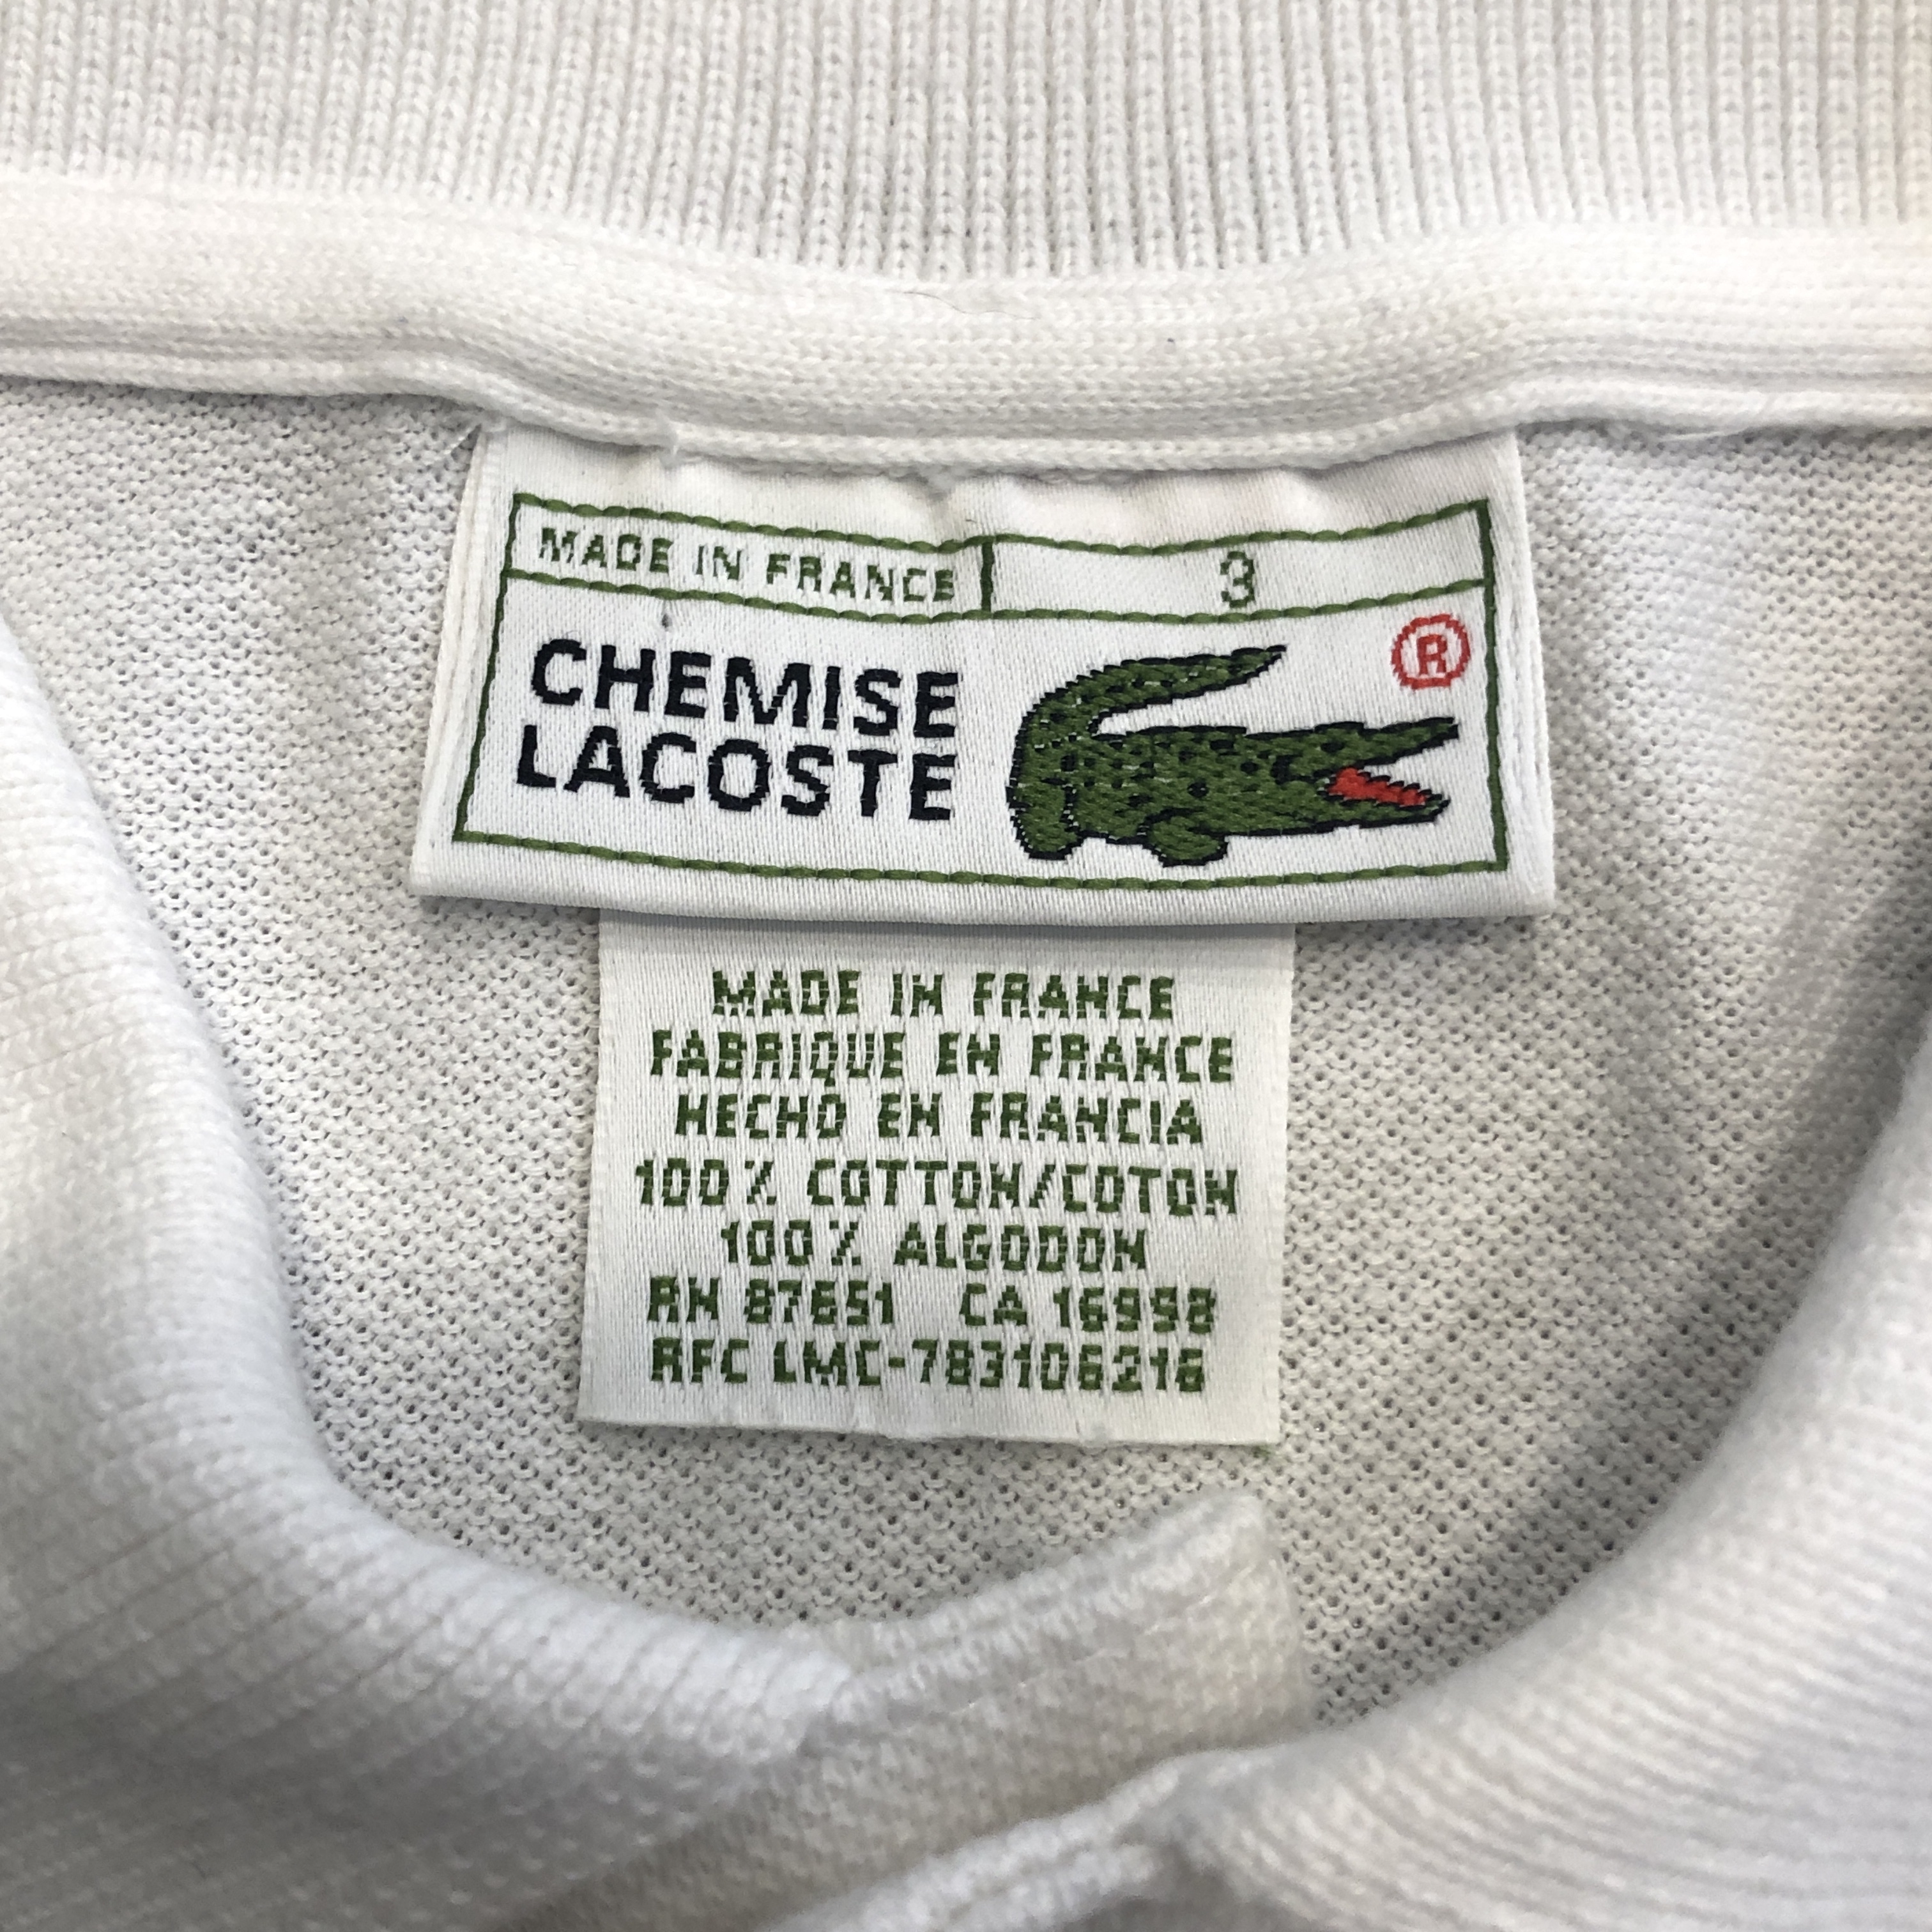 MADE IN FRANCE 3
CHEMISE
LACOSTE
®
MADE IN FRANCE
FABRIQUE EN FRANCE
HECHO EN FRANCIA
100% COTTON/COTON
100% ALGODON
RN 87651 CA 16998
RFC LMC-783106216